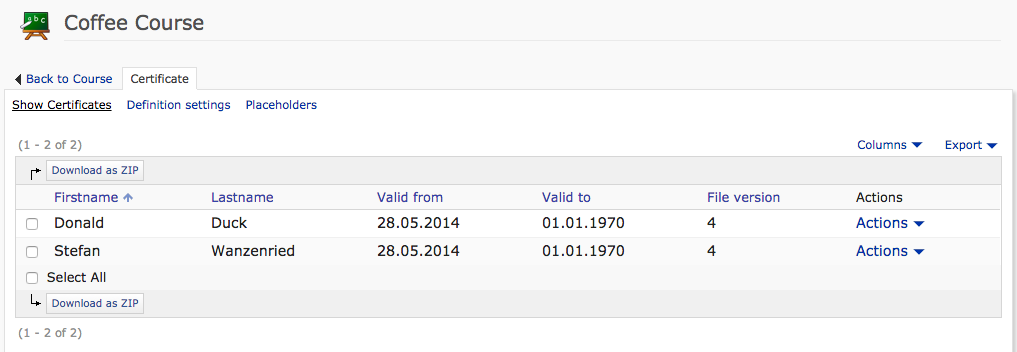 abc
Coffee Course
Back to Course Certificate
Show Certificates Definition settings Placeholders
(1 - 2 of 2) Columns Export
Download as ZIP
Firstname Lastname Valid from Valid to File version Actions
Donald Duck 28.05.2014 01.01.1970 4 Actions
Stefan Wanzenried 28.05.2014 01.01.1970 4 Actions
Select All
Download as ZIP
(1 - 2 of 2)